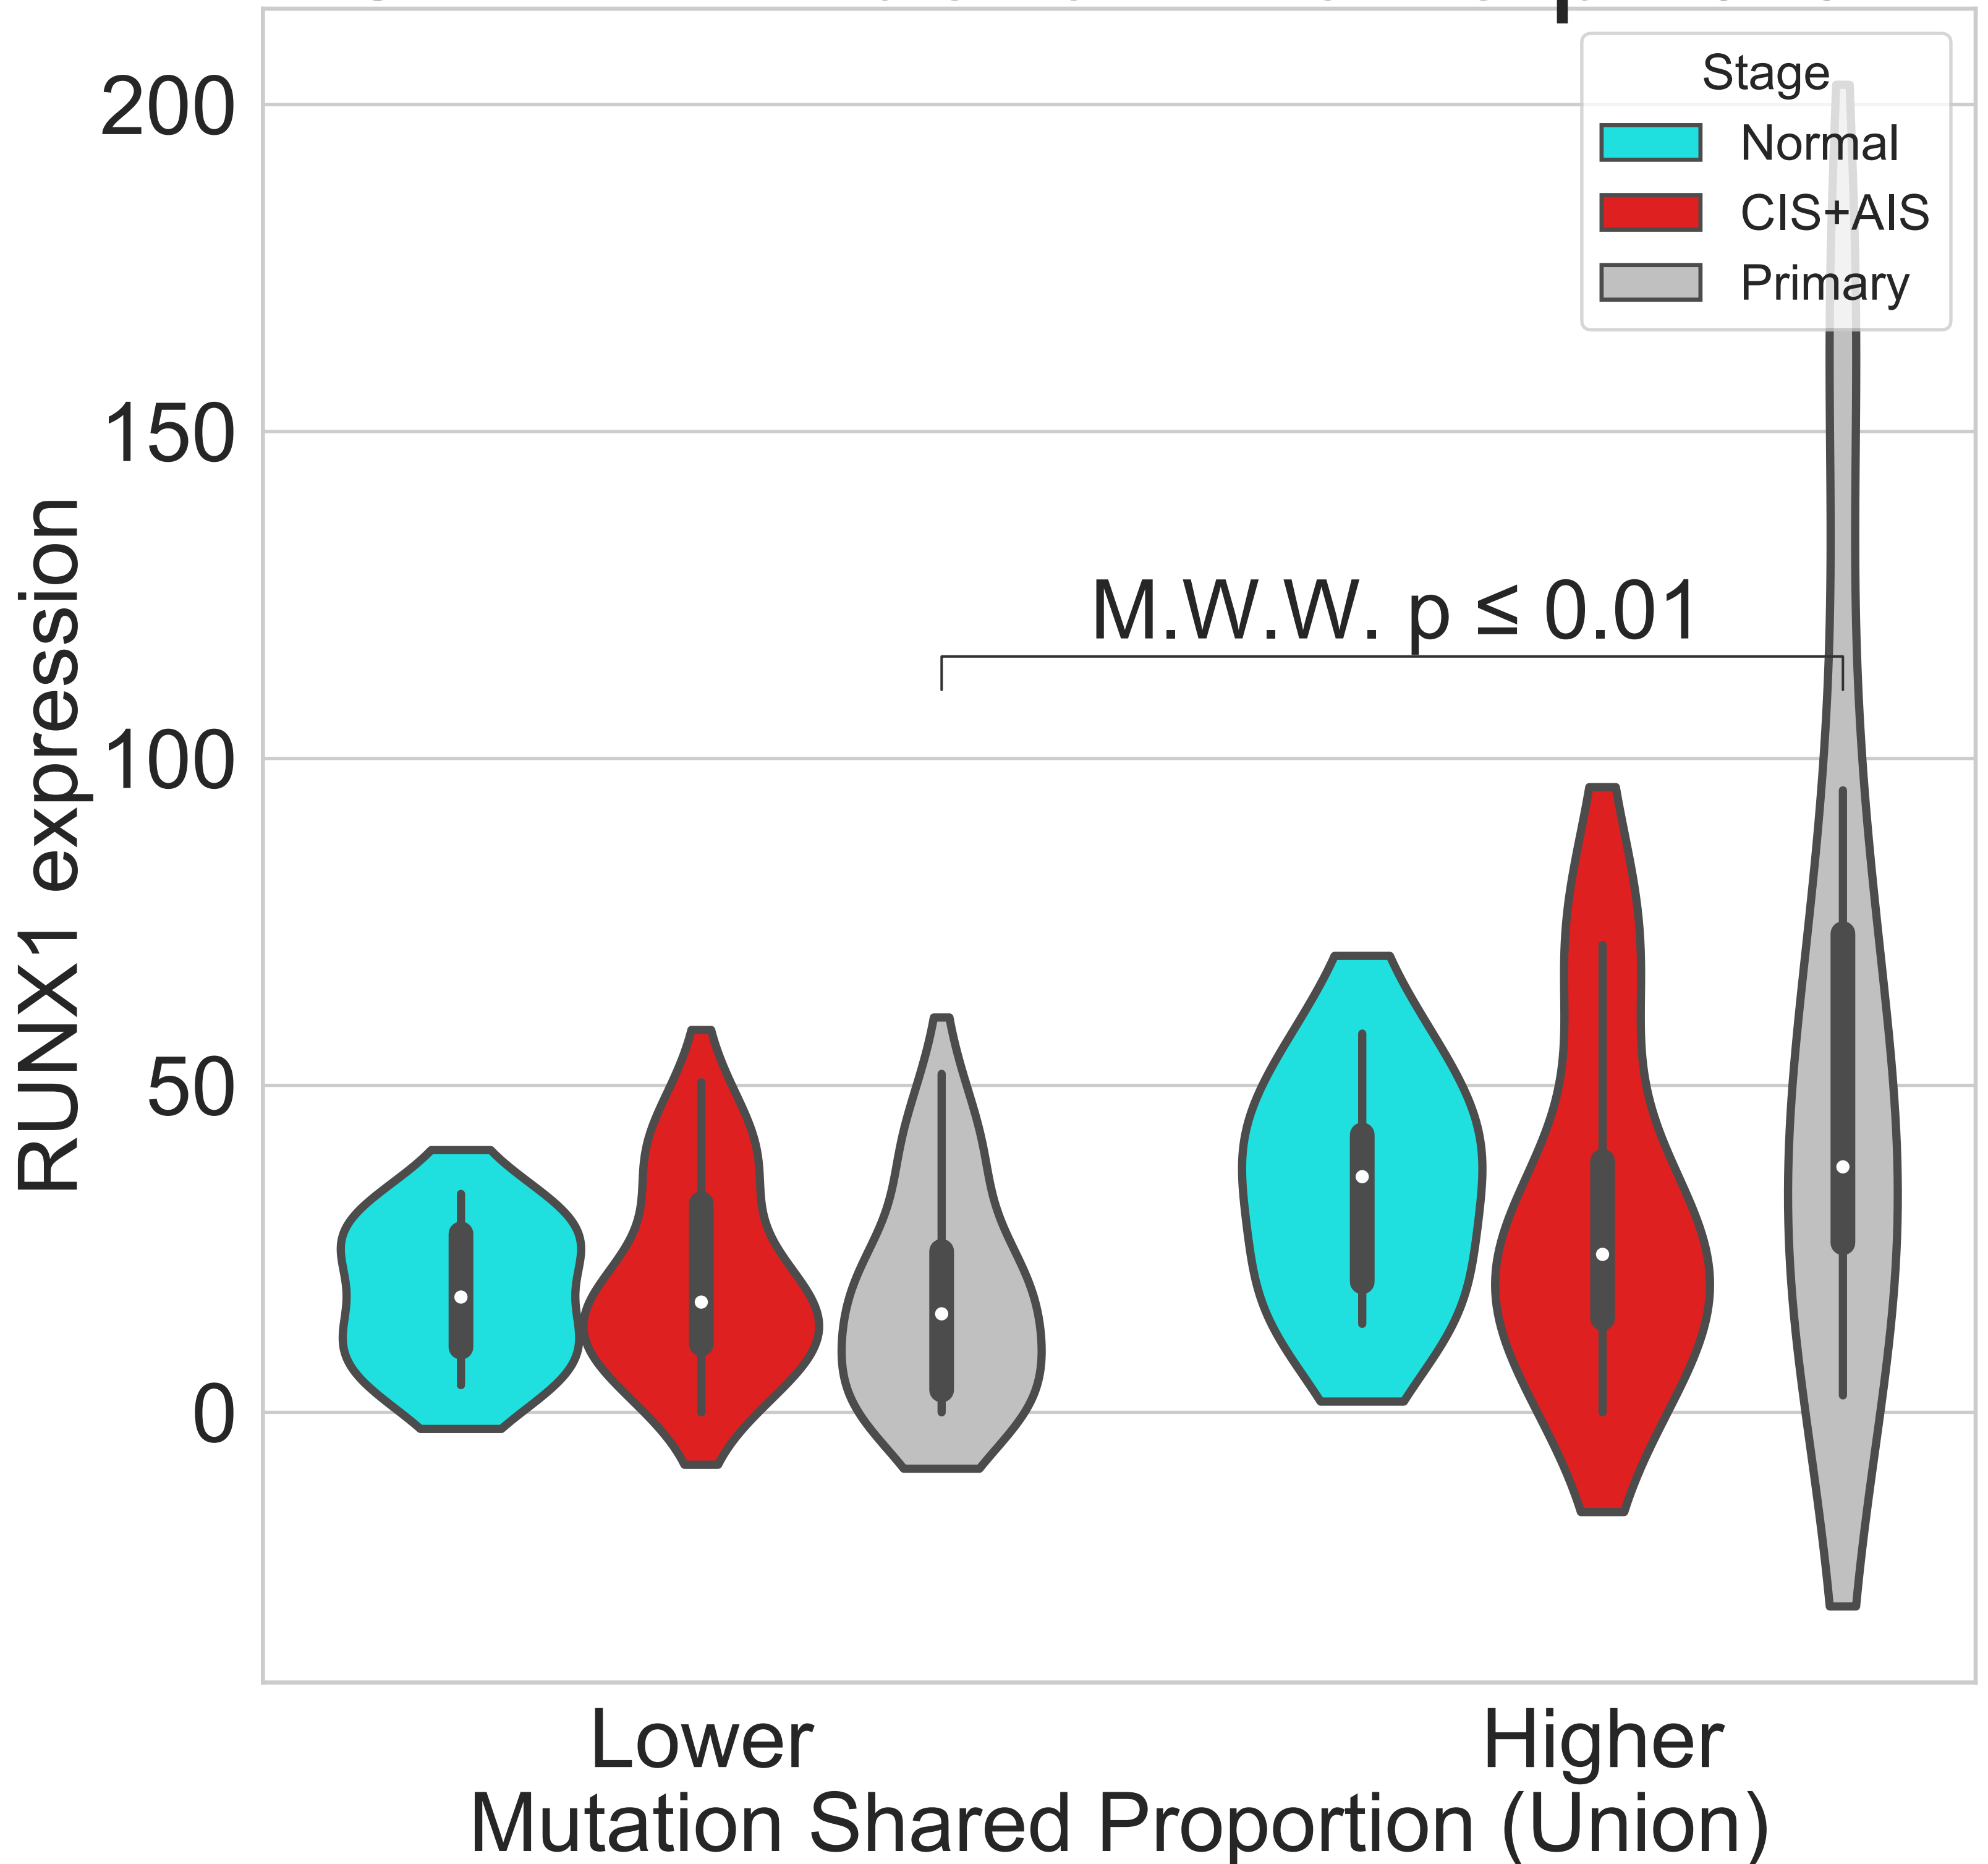 Stage
Normal
CIS+AIS
Primary
200
150
100
50
0
RUNX1 expression
M.W.W. p ≤ 0.01
Lower
Higher
Mutation Shared Proportion (Union)